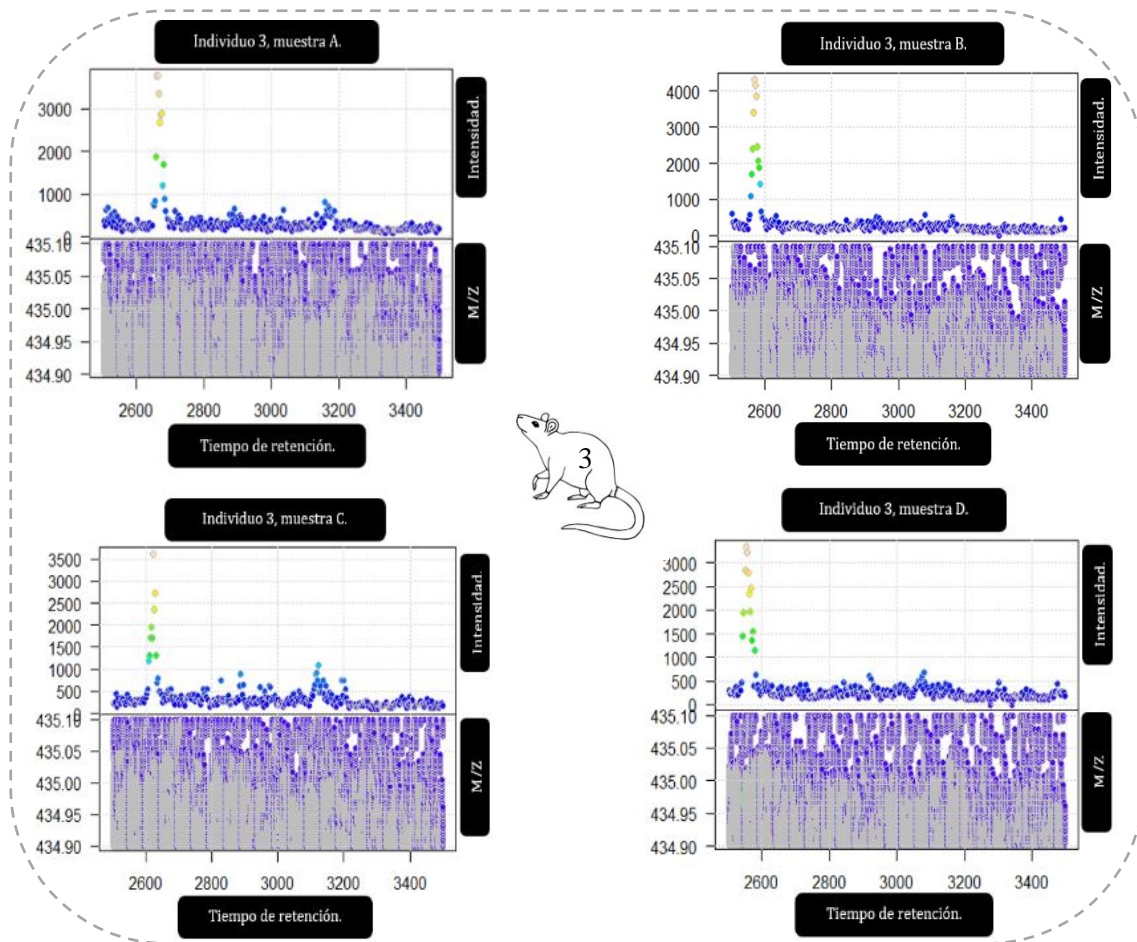 Individuo 3, muestra A.
3000
2000
1000
0
Intensidad.
435.10
435.05
435.00
434.95
434.90
M/Z
2600 2800 3000 3200 3400
Tiempo de retención.
Individuo 3, muestra B.
4000
3000
2000
1000
0
Intensidad.
435.10
435.05
435.00
434.95
434.90
M/Z
2600 2800 3000 3200 3400
Tiempo de retención.
3
Individuo 3, muestra C.
3500
3000
2500
2000
1500
1000
500
0
Intensidad.
435.10
435.05
435.00
434.95
434.90
M/Z
2600 2800 3000 3200 3400
Tiempo de retención.
Individuo 3, muestra D.
3000
2500
2000
1500
1000
500
0
Intensidad.
435.10
435.05
435.00
434.95
434.90
M/Z
2600 2800 3000 3200 3400
Tiempo de retención.